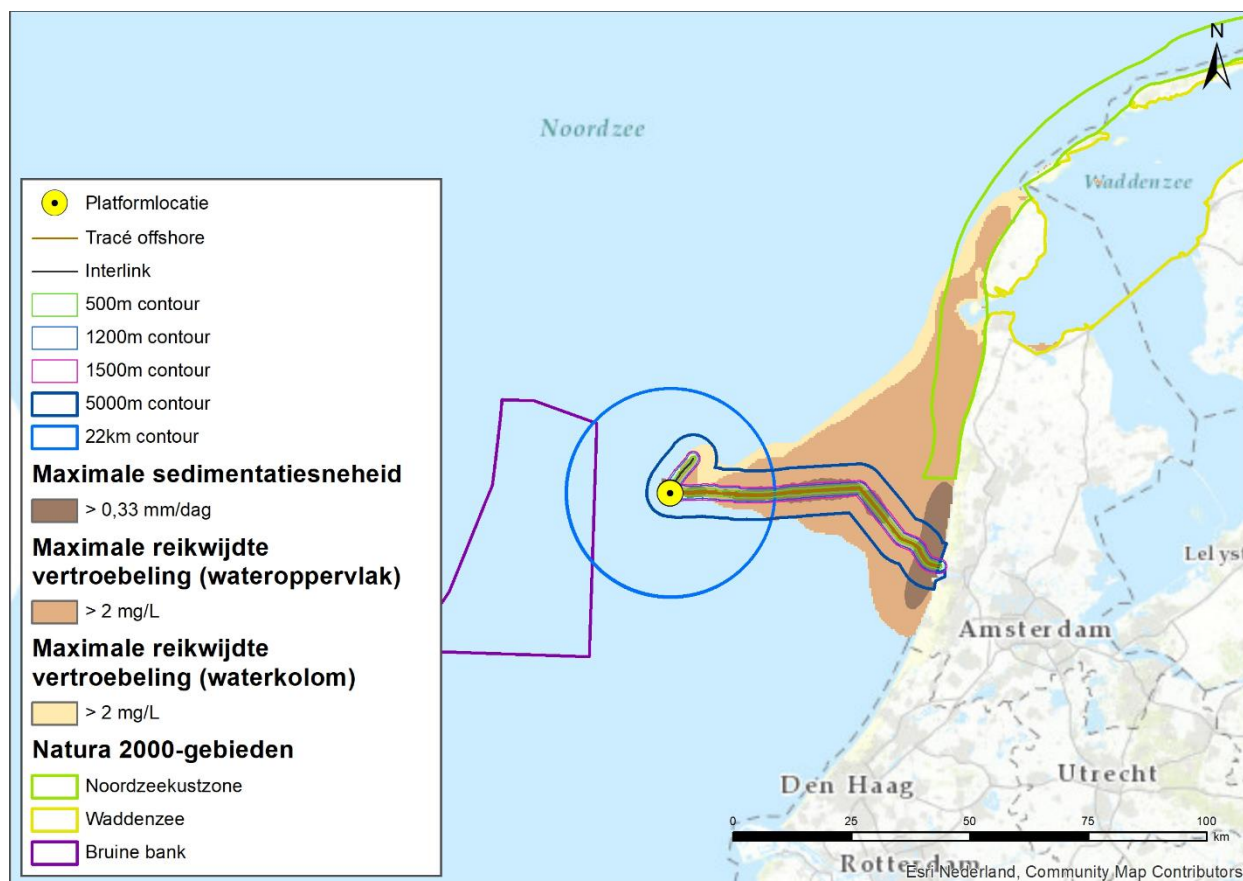 N
Noordzee
Waddenzee
Platformlocatie
Tracé offshore
Interlink
500m contour
1200m contour
1500m contour
5000m contour
22km contour
Maximale sedimentatiesneheid
> 0,33 mm/dag
Maximale reikwijdte
vertroebeling (wateroppervlak)
> 2 mg/L
Maximale reikwijdte
vertroebeling (waterkolom)
> 2 mg/L
Natura 2000-gebieden
Noordzeekustzone
Waddenzee
Bruine bank
Lelyst
Amsterdam
Den Haag
Utrecht
Rotterdam
0 25 50 75 100
km
Esri Nederland, Community Map Contributors